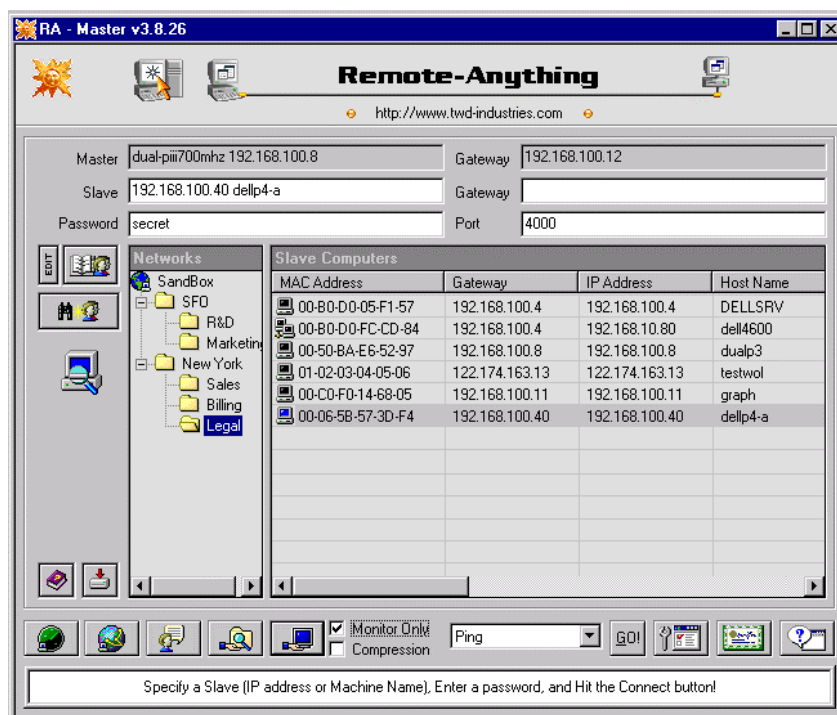 RA - Master v3.8.26
Remote-Anything
http://www.twd-industries.com
Master dual-piii700mhz 192.168.100.8 Gateway 192.168.100.12
Slave 192.168.100.40 dellp4-a Gateway
Password secret Port 4000
EDIT
Networks
SandBox
SFO
R&D
Marketin
New York
Sales
Billing
Legal
Slave Computers
MAC Address Gateway IP Address Host Name
00-B0-D0-05-F1-57 192.168.100.4 192.168.100.4 DELLSRV
00-B0-D0-FC-CD-84 192.168.100.4 192.168.10.80 dell4600
00-50-BA-E6-52-97 192.168.100.8 192.168.100.8 dualp3
01-02-03-04-05-06 122.174.163.13 122.174.163.13 testwol
00-C0-F0-14-68-05 192.168.100.11 192.168.100.11 graph
00-06-5B-57-3D-F4 192.168.100.40 192.168.100.40 dellp4-a
Monitor Only
Compression
Ping
GO!
Specify a Slave (IP address or Machine Name), Enter a password, and Hit the Connect button!